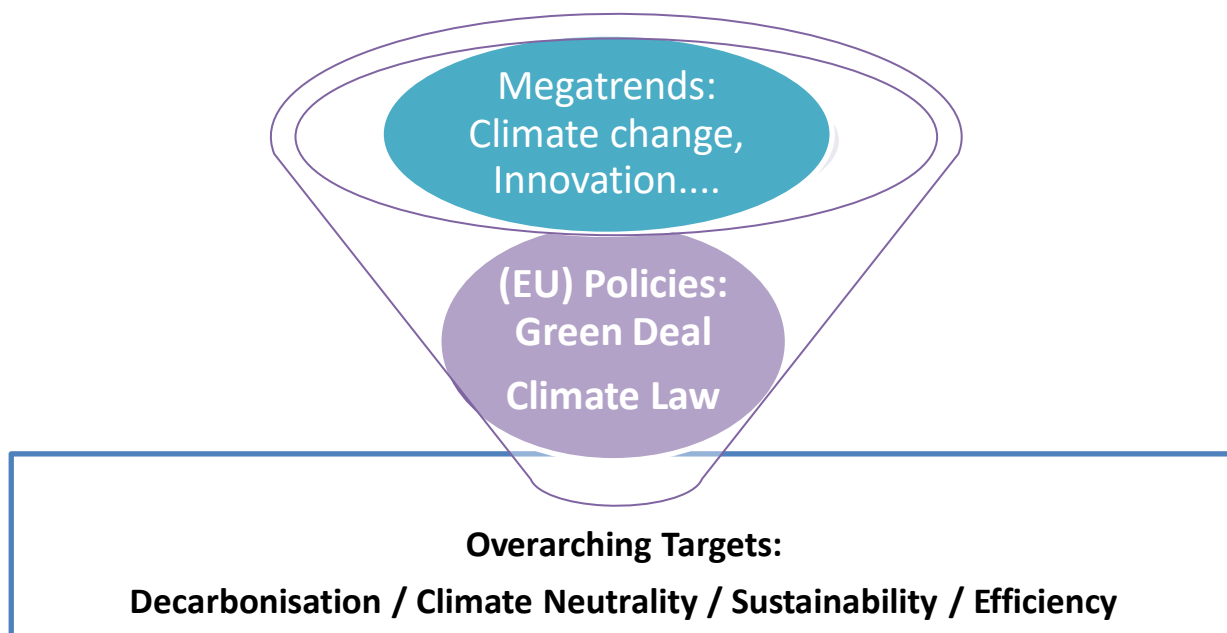 Megatrends:
Climate change,
Innovation....
(EU) Policies:
Green Deal
Climate Law
Overarching Targets:
Decarbonisation / Climate Neutrality / Sustainability / Efficiency